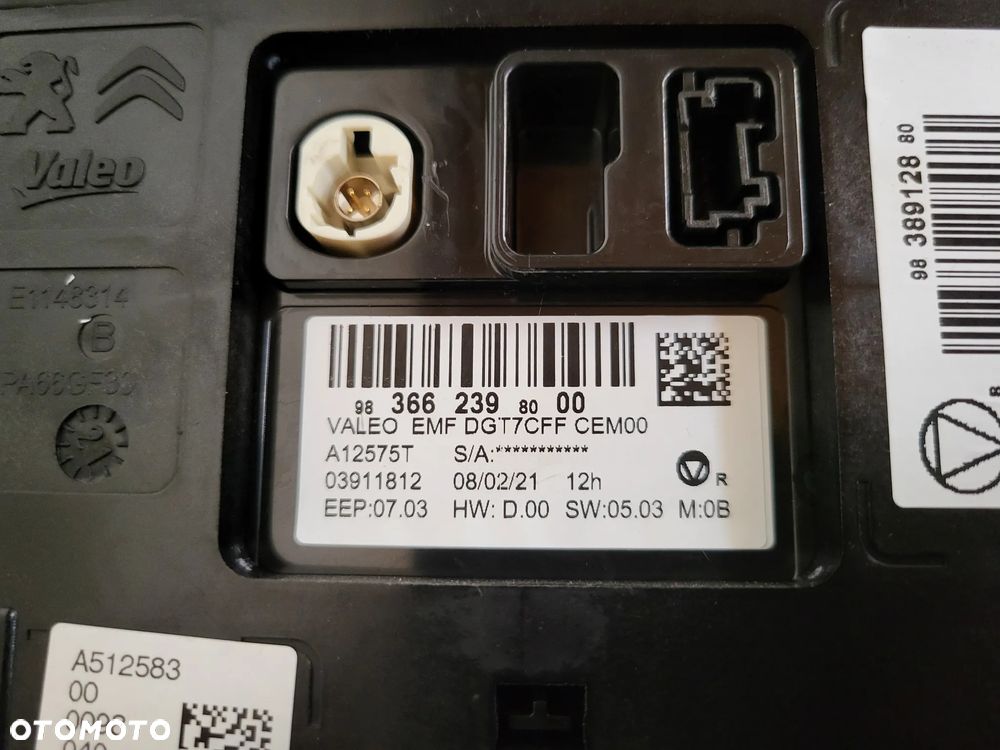 Valeo
E1148314
B
21
98 389128 80
98 366 239 80 00
VALEO EMF DGT7CFF CEM00
A12575T S/A:***********
03911812 08/02/21 12h
R
EEP:07.03 HW: D.00 SW:05.03 M:0B
A512583
00
OTOMOTO